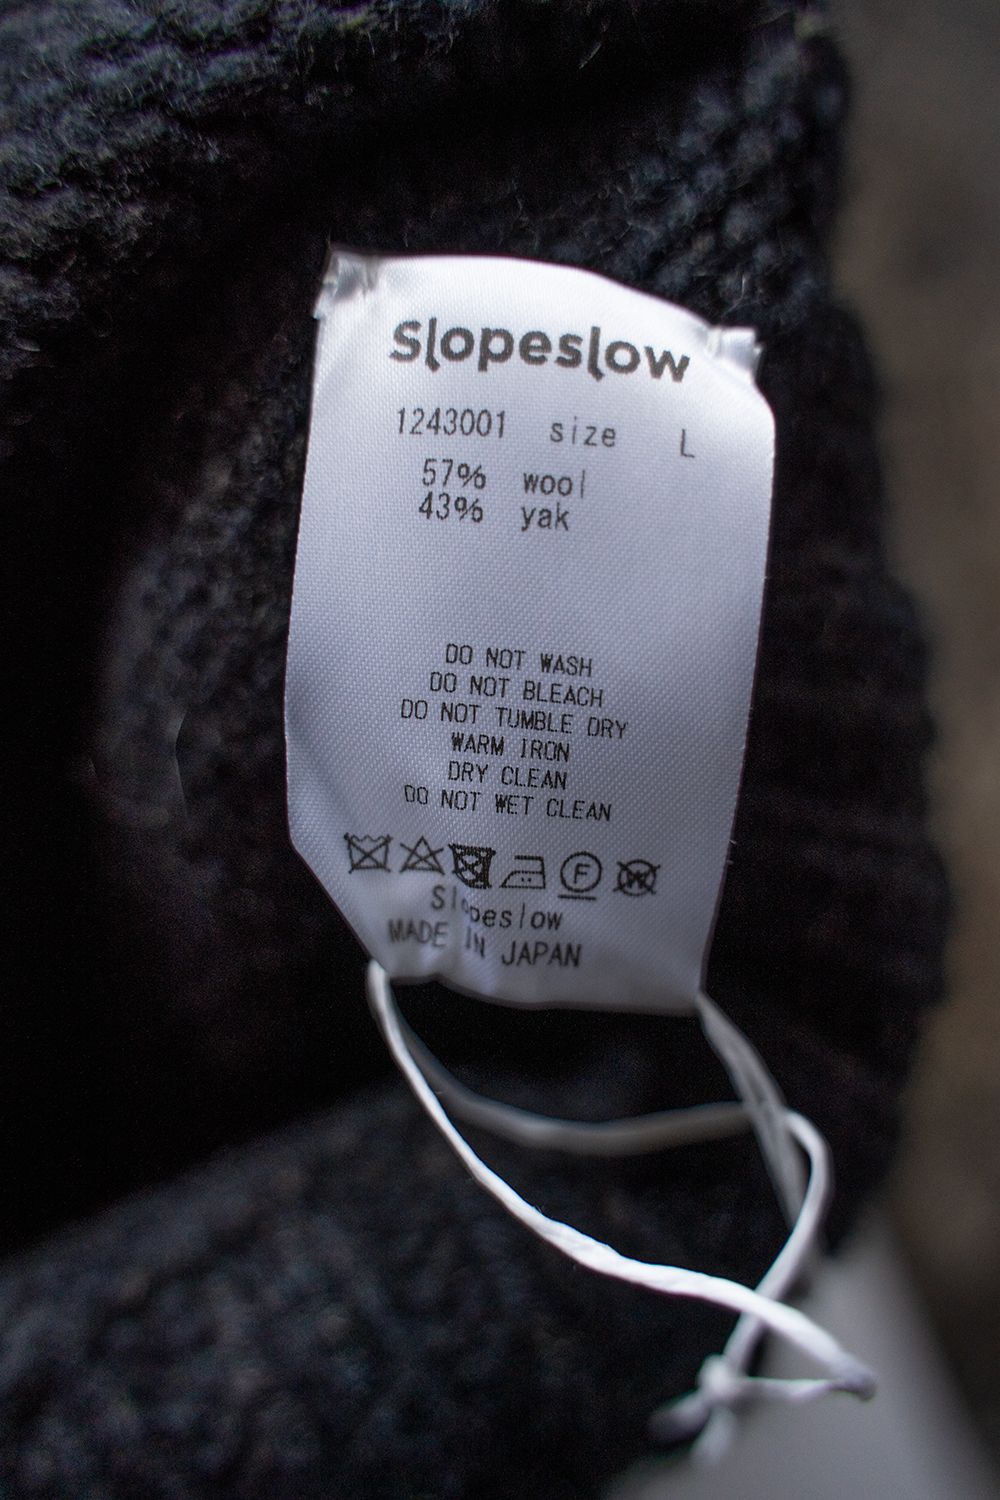 slopeslow
1243001 size L
57% wool
43% yak
DO NOT WASH
DO NOT BLEACH
DO NOT TUMBLE DRY
WARM IRON
DRY CLEAN
DO NOT WET CLEAN
F W
Slopeslow
MADE IN JAPAN